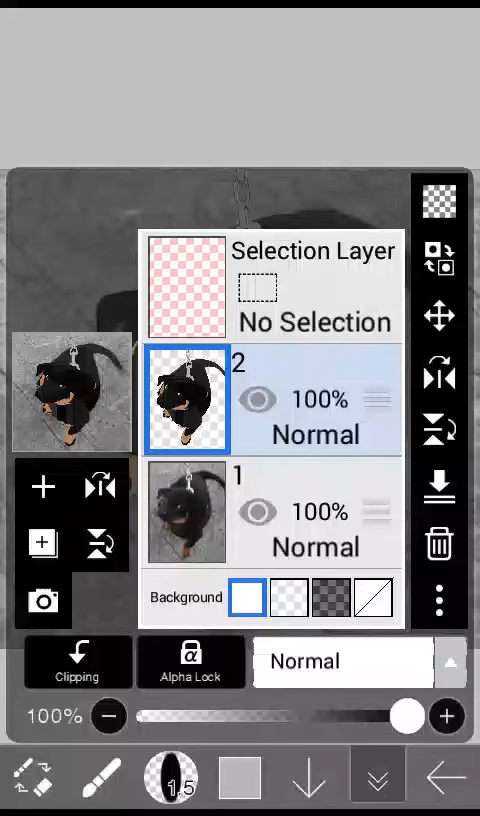 Selection Layer
No Selection
2
100%
Normal
1
100%
Normal
Background
Clipping
α
Alpha Lock
Normal
100%
1.5